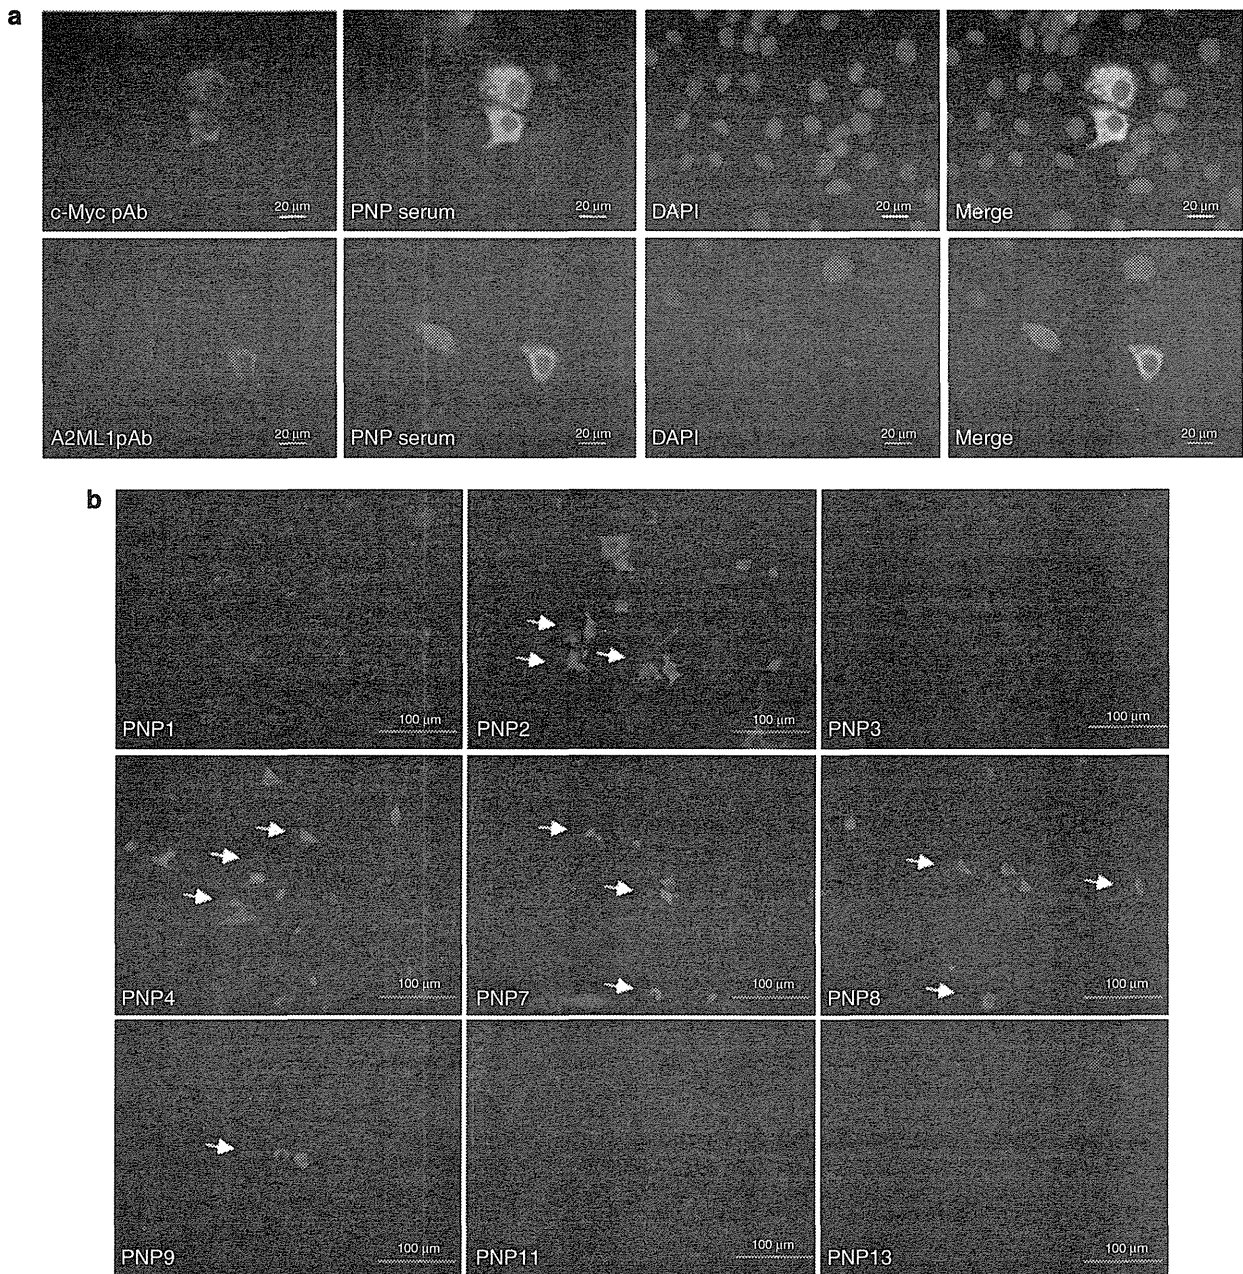 a
c-Myc pAb 20 µm PNP serum 20 µm DAPI 20 µm Merge 20 µm
A2ML1pAb 20 µm PNP serum 20 µm DAPI 20 µm Merge 20 µm
b
PNP1 100 µm PNP2 100 µm PNP3 100 µm
PNP4 100 µm PNP7 100 µm PNP8 100 µm
PNP9 100 µm PNP11 100 µm PNP13 100 µm